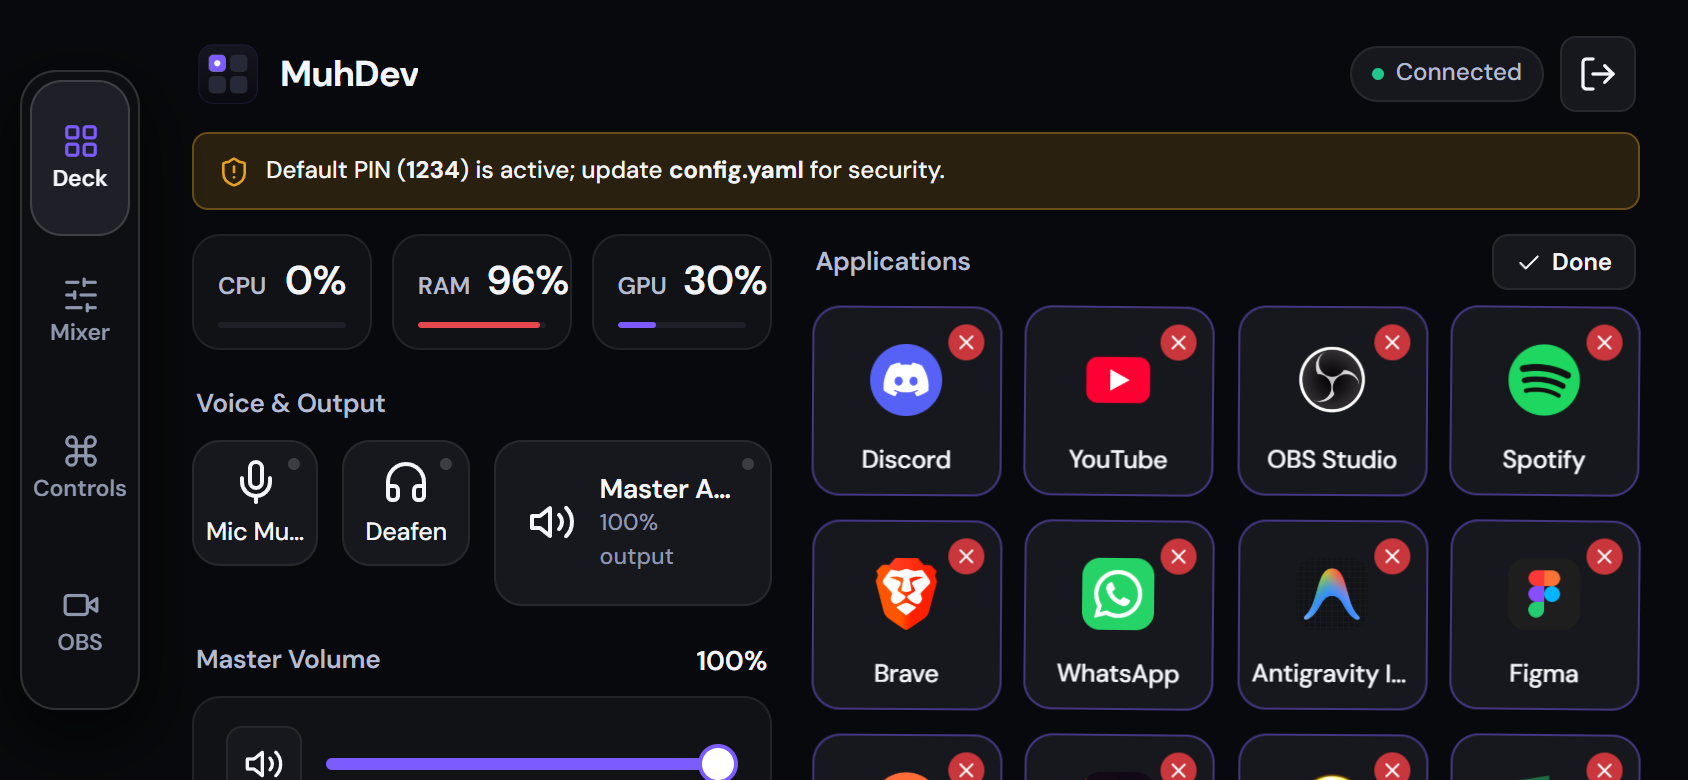 MuhDev
Connected
Default PIN (1234) is active; update config.yaml for security.
Deck
Mixer
Controls
OBS
CPU 0%
RAM 96%
GPU 30%
Voice & Output
Mic Mu...
Deafen
Master A...
100%
output
Master Volume 100%
Applications
Done
Discord
YouTube
OBS Studio
Spotify
Brave
WhatsApp
Antigravity I...
Figma